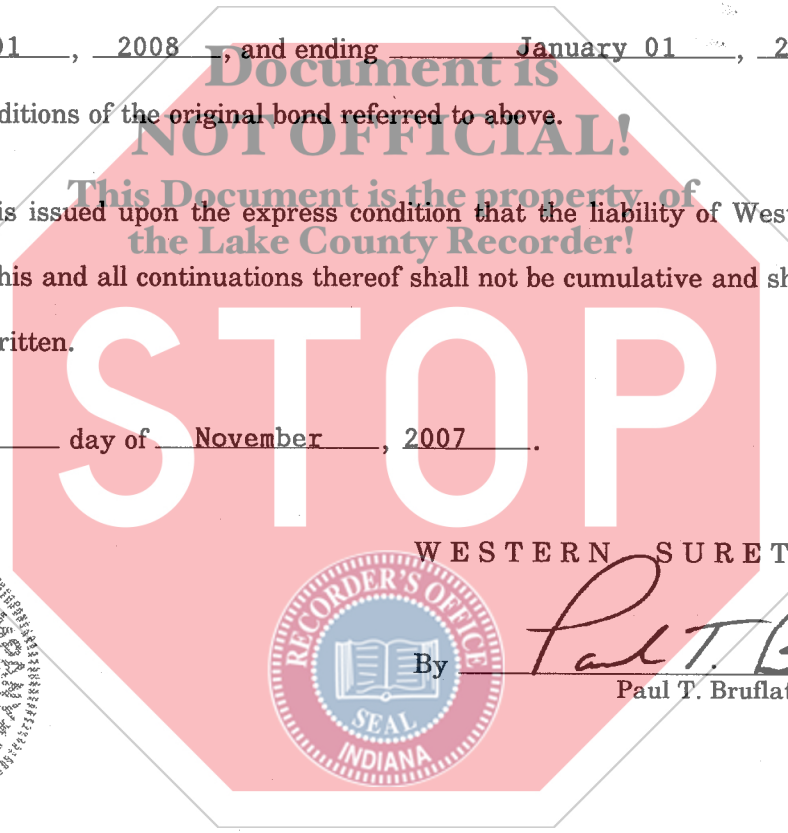 01, 2008, and ending January 01, 2
Document is
ditions of the original bond referred to above.
NOT OFFICIAL!
This Document is the property of
is issued upon the express condition that the liability of West
the Lake County Recorder!
his and all continuations thereof shall not be cumulative and sh
ritten.
STOP
day of November, 2007.
WESTERN SURET
RECORDER'S OFFICE
SEAL
INDIANA
By Paul T. B
Paul T. Bruflat